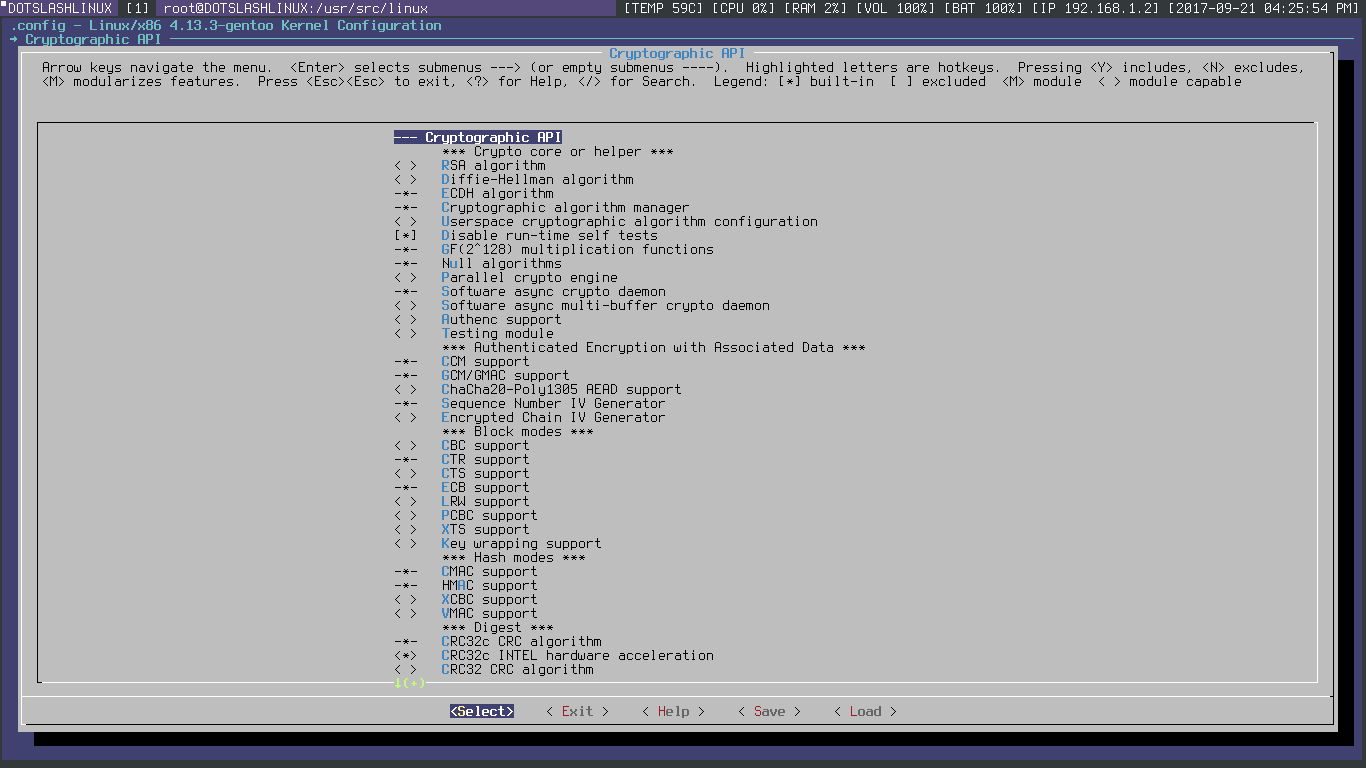 DOTSLASHLINUX [1] root@DOTSLASHLINUX:/usr/src/linux [TEMP 59C] [CPU 0%] [RAM 2%] [VOL 100%] [BAT 100%] [IP 192.168.1.2] [2017-09-21 04:25:54 PM]
.config - Linux/x86 4.13.3-gentoo Kernel Configuration
→ Cryptographic API
Cryptographic API
Arrow keys navigate the menu.  <Enter> selects submenus ---> (or empty submenus ----).  Highlighted letters are hotkeys.  Pressing <Y> includes, <N> excludes,
<M> modularizes features.  Press <Esc><Esc> to exit, <?> for Help, </> for Search.  Legend: [*] built-in  [ ] excluded  <M> module  < > module capable
--- Cryptographic API
*** Crypto core or helper ***
< > RSA algorithm
< > Diffie-Hellman algorithm
-*- ECDH algorithm
-*- Cryptographic algorithm manager
< > Userspace cryptographic algorithm configuration
[*] Disable run-time self tests
-*- GF(2^128) multiplication functions
-*- Null algorithms
< > Parallel crypto engine
-*- Software async crypto daemon
< > Software async multi-buffer crypto daemon
< > Authenc support
< > Testing module
*** Authenticated Encryption with Associated Data ***
-*- CCM support
-*- GCM/GMAC support
< > ChaCha20-Poly1305 AEAD support
-*- Sequence Number IV Generator
< > Encrypted Chain IV Generator
*** Block modes ***
< > CBC support
-*- CTR support
< > CTS support
-*- ECB support
< > LRW support
< > PCBC support
< > XTS support
< > Key wrapping support
*** Hash modes ***
-*- CMAC support
-*- HMAC support
< > XCBC support
< > VMAC support
*** Digest ***
-*- CRC32c CRC algorithm
<*> CRC32c INTEL hardware acceleration
< > CRC32 CRC algorithm
↓(+)
<Select> < Exit > < Help > < Save > < Load >